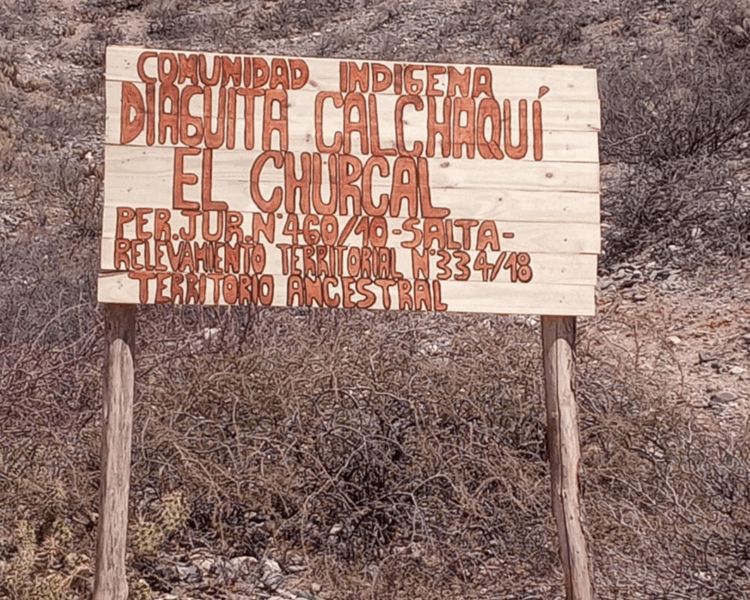 COMUNIDAD INDIGENA
DIAGUITA CALCHAQUÍ
EL CHURCAL
PER.JUR.N°460/10-SALTA-
RELEVAMIENTO TERRITORIAL N°334/18
TERRITORIO ANCESTRAL